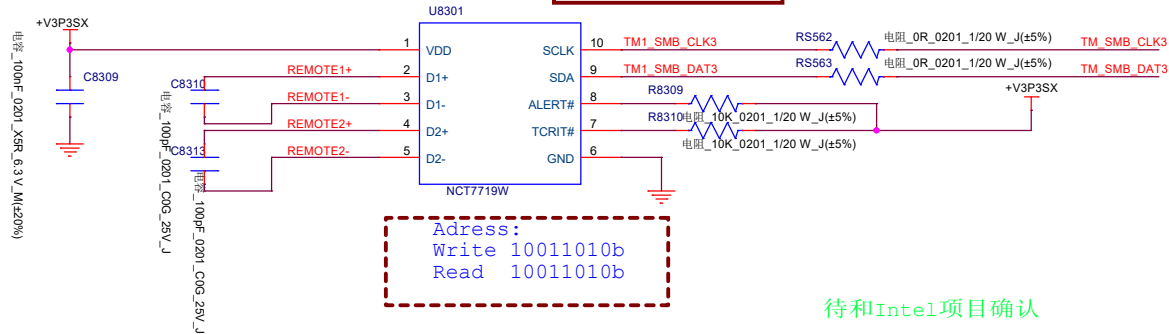 U8301
+V3P3SX
1
VDD
SCLK
10
TM1_SMB_CLK3
RS562
电阻_0R_0201_1/20 W_J(±5%)
TM_SMB_CLK3
2
D1+
SDA
9
TM1_SMB_DAT3
RS563
电阻_0R_0201_1/20 W_J(±5%)
TM_SMB_DAT3
REMOTE1+
C8309
C8310
3
D1-
ALERT#
8
R8309
电阻_10K_0201_1/20 W_J(±5%)
+V3P3SX
REMOTE1-
4
D2+
TCRIT#
7
R8310
电阻_10K_0201_1/20 W_J(±5%)
REMOTE2+
C8313
5
D2-
GND
6
REMOTE2-
NCT7719W
电容_100nF_0201_X5R_6.3 V_M(±20%)
电容_100pF_0201_C0G_25V_J
电容_100pF_0201_C0G_25V_J
Adress:
Write 10011010b
Read 10011010b
待和Intel项目确认